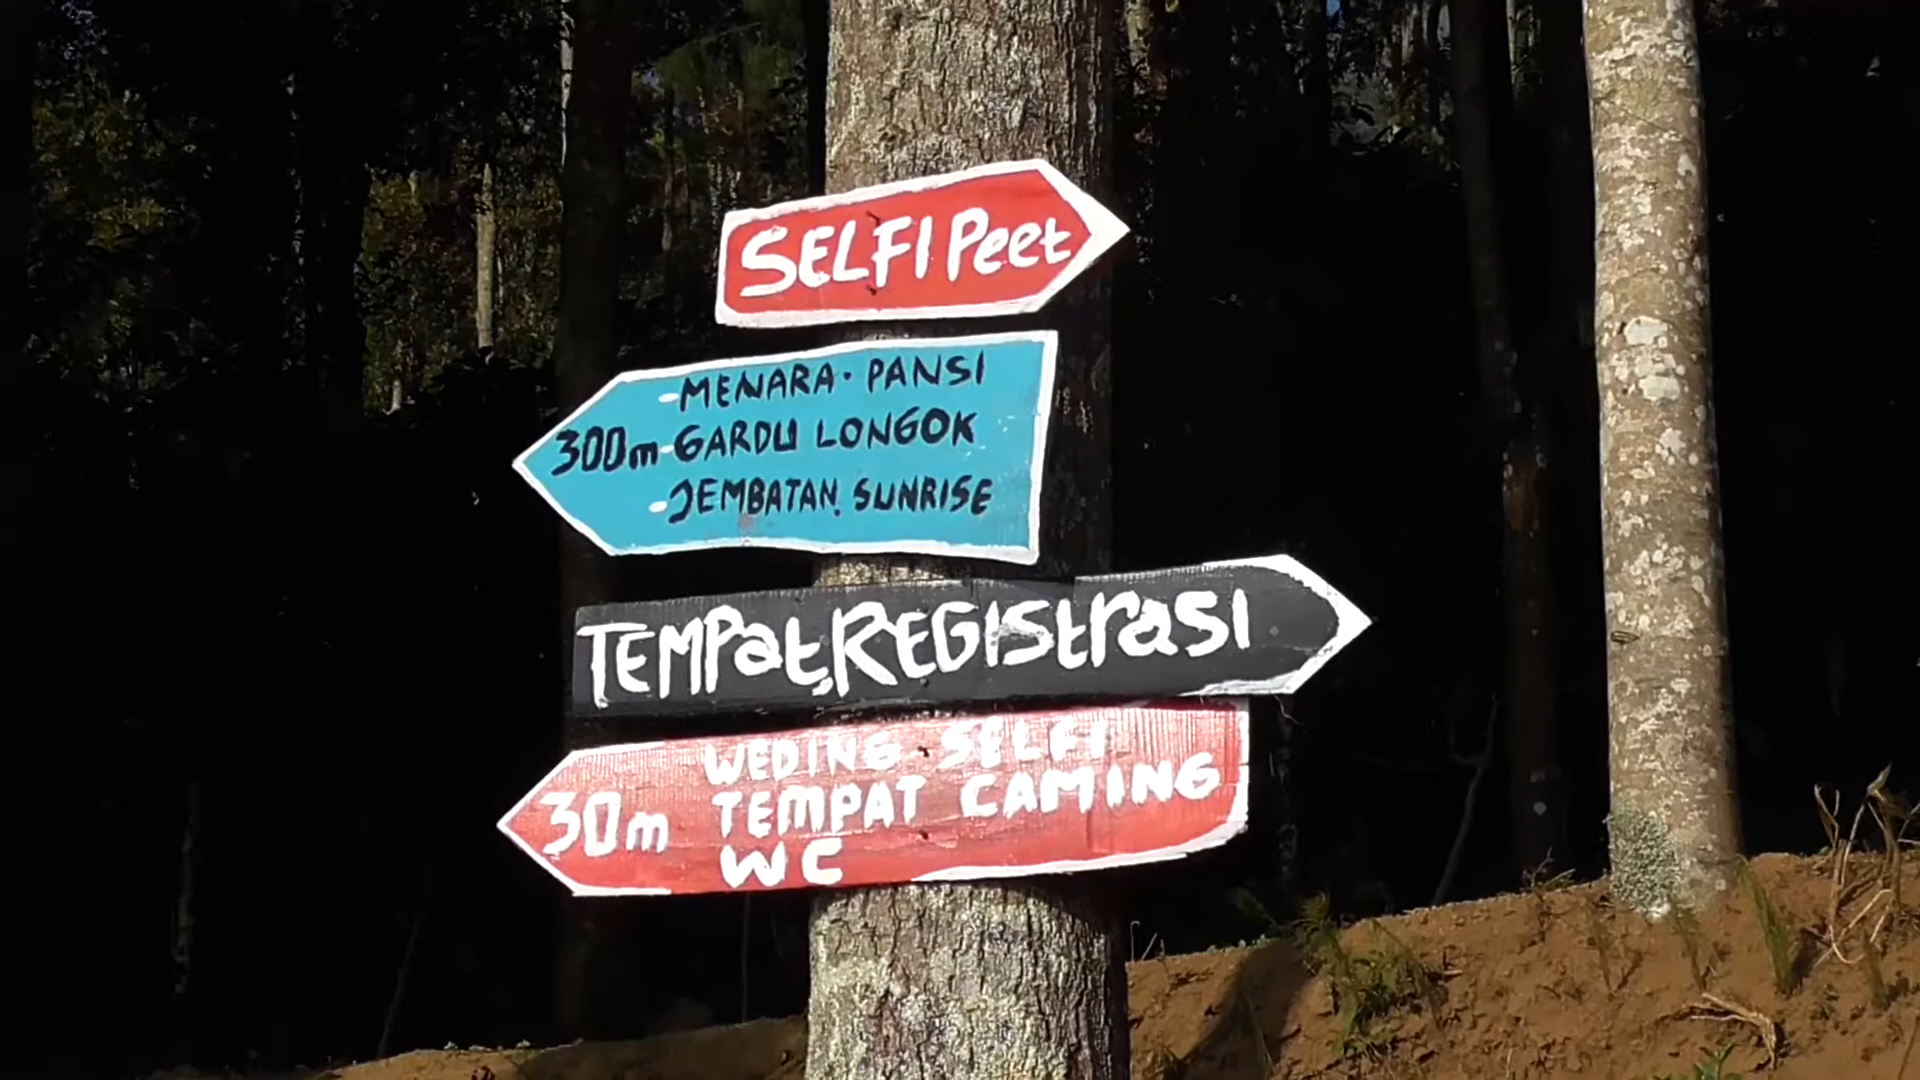 SELFI Peet
- MENARA. PANSI
300m - GARDU LONGOK
- JEMBATAN. SUNRISE
TEMPat, REGIStrasi
WEDING. SELFI
30m TEMPAT CAMING
WC